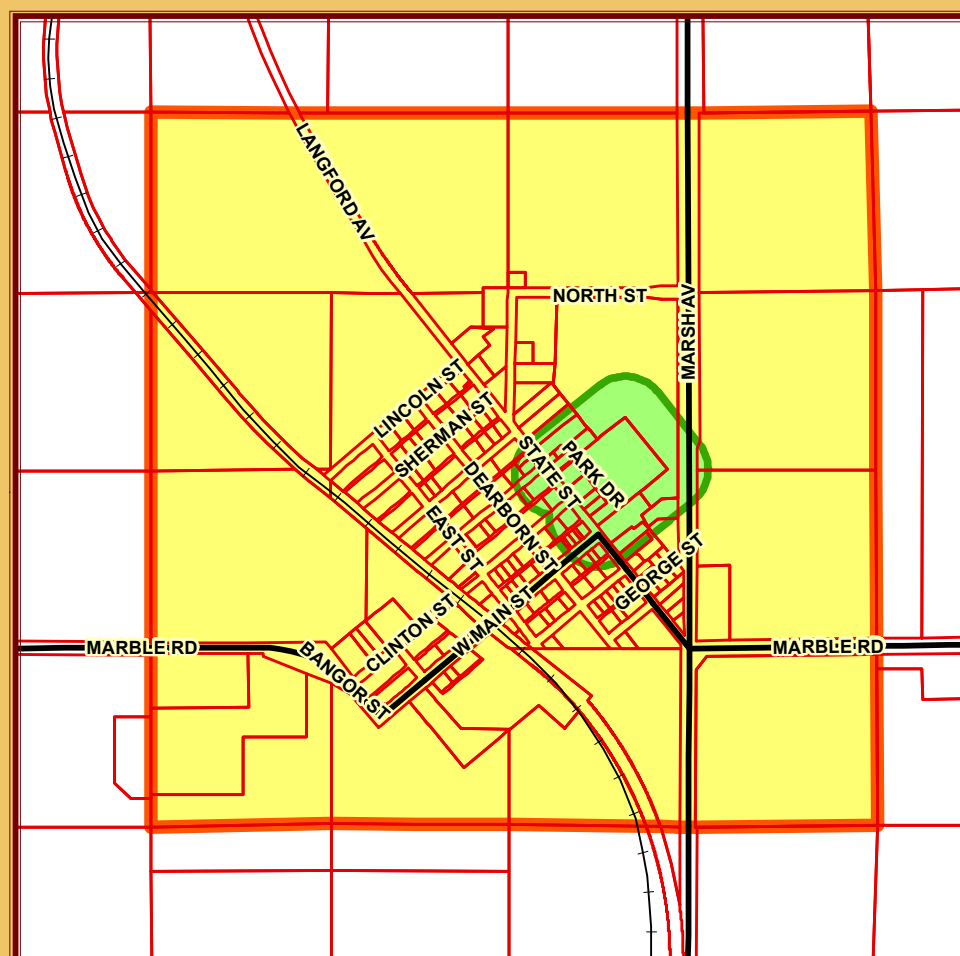 LANGFORD AV
NORTH ST
MARSH AV
LINCOLN ST
SHERMAN ST
STATE ST
PARK DR
DEARBORN ST
EAST ST
GEORGE ST
CLINTON ST
W MAIN ST
MARBLE RD
BANGOR ST
MARBLE RD